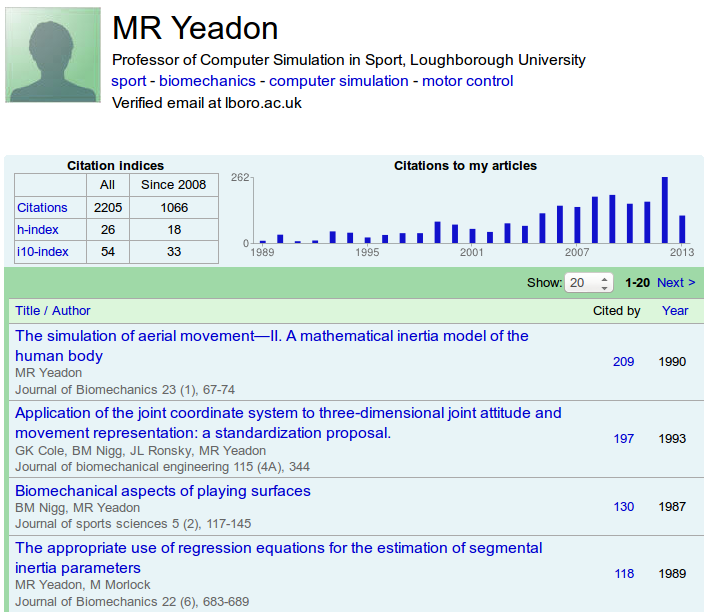 MR Yeadon
Professor of Computer Simulation in Sport, Loughborough University
sport - biomechanics - computer simulation - motor control
Verified email at lboro.ac.uk
Citation indices
All Since 2008
Citations 2205 1066
h-index 26 18
i10-index 54 33
Citations to my articles
262
0
1989 1995 2001 2007 2013
Show: 20 1-20 Next >
Title / Author Cited by Year
The simulation of aerial movement—II. A mathematical inertia model of the
human body
209 1990
MR Yeadon
Journal of Biomechanics 23 (1), 67-74
Application of the joint coordinate system to three-dimensional joint attitude and
movement representation: a standardization proposal.
197 1993
GK Cole, BM Nigg, JL Ronsky, MR Yeadon
Journal of biomechanical engineering 115 (4A), 344
Biomechanical aspects of playing surfaces
130 1987
BM Nigg, MR Yeadon
Journal of sports sciences 5 (2), 117-145
The appropriate use of regression equations for the estimation of segmental
inertia parameters
118 1989
MR Yeadon, M Morlock
Journal of Biomechanics 22 (6), 683-689